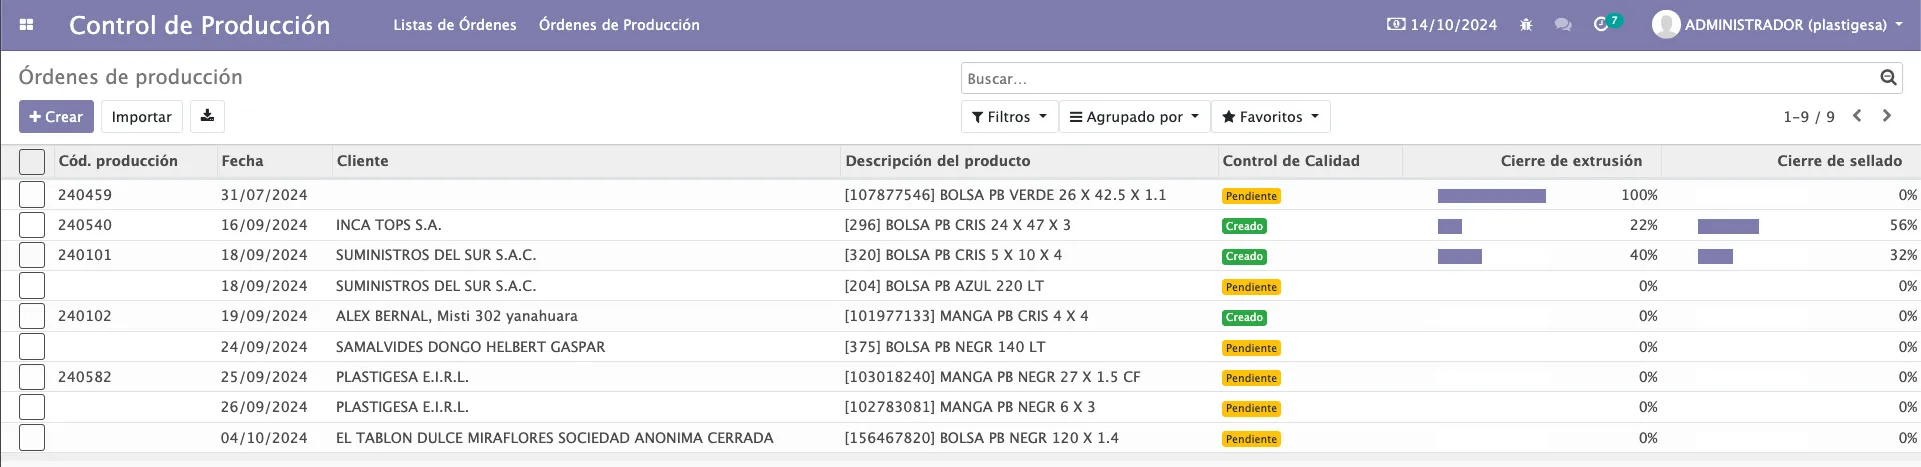 Control de Producción Listas de Órdenes Órdenes de Producción 14/10/2024 7 ADMINISTRADOR (plastigesa)
Órdenes de producción Buscar...
+ Crear Importar Filtros Agrupado por Favoritos 1-9 / 9
Cód. producción Fecha Cliente Descripción del producto Control de Calidad Cierre de extrusión Cierre de sellado
240459 31/07/2024 [107877546] BOLSA PB VERDE 26 X 42.5 X 1.1 Pendiente 100% 0%
240540 16/09/2024 INCA TOPS S.A. [296] BOLSA PB CRIS 24 X 47 X 3 Creado 22% 56%
240101 18/09/2024 SUMINISTROS DEL SUR S.A.C. [320] BOLSA PB CRIS 5 X 10 X 4 Creado 40% 32%
18/09/2024 SUMINISTROS DEL SUR S.A.C. [204] BOLSA PB AZUL 220 LT Pendiente 0% 0%
240102 19/09/2024 ALEX BERNAL, Misti 302 yanahuara [101977133] MANGA PB CRIS 4 X 4 Creado 0% 0%
24/09/2024 SAMALVIDES DONGO HELBERT GASPAR [375] BOLSA PB NEGR 140 LT Pendiente 0% 0%
240582 25/09/2024 PLASTIGESA E.I.R.L. [103018240] MANGA PB NEGR 27 X 1.5 CF Pendiente 0% 0%
26/09/2024 PLASTIGESA E.I.R.L. [102783081] MANGA PB NEGR 6 X 3 Pendiente 0% 0%
04/10/2024 EL TABLON DULCE MIRAFLORES SOCIEDAD ANONIMA CERRADA [156467820] BOLSA PB NEGR 120 X 1.4 Pendiente 0% 0%